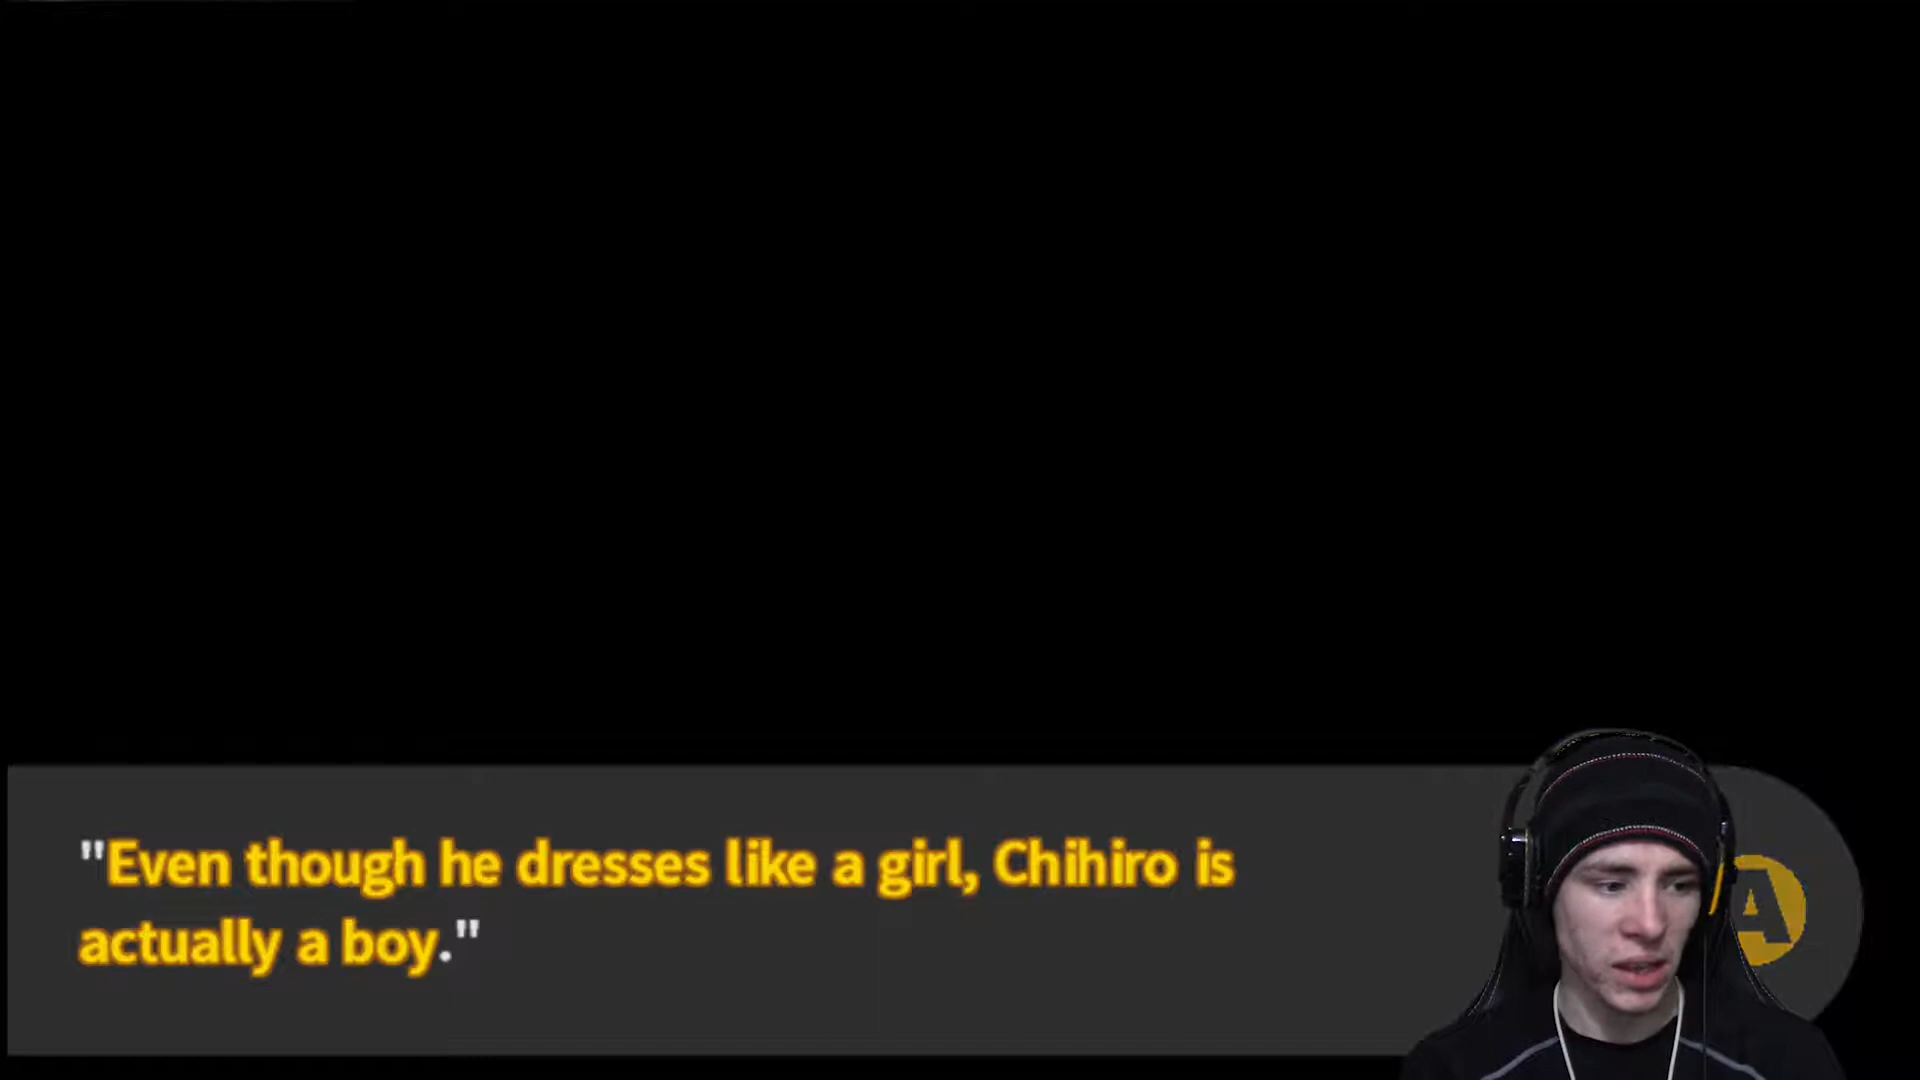 "Even though he dresses like a girl, Chihiro is
actually a boy."
A